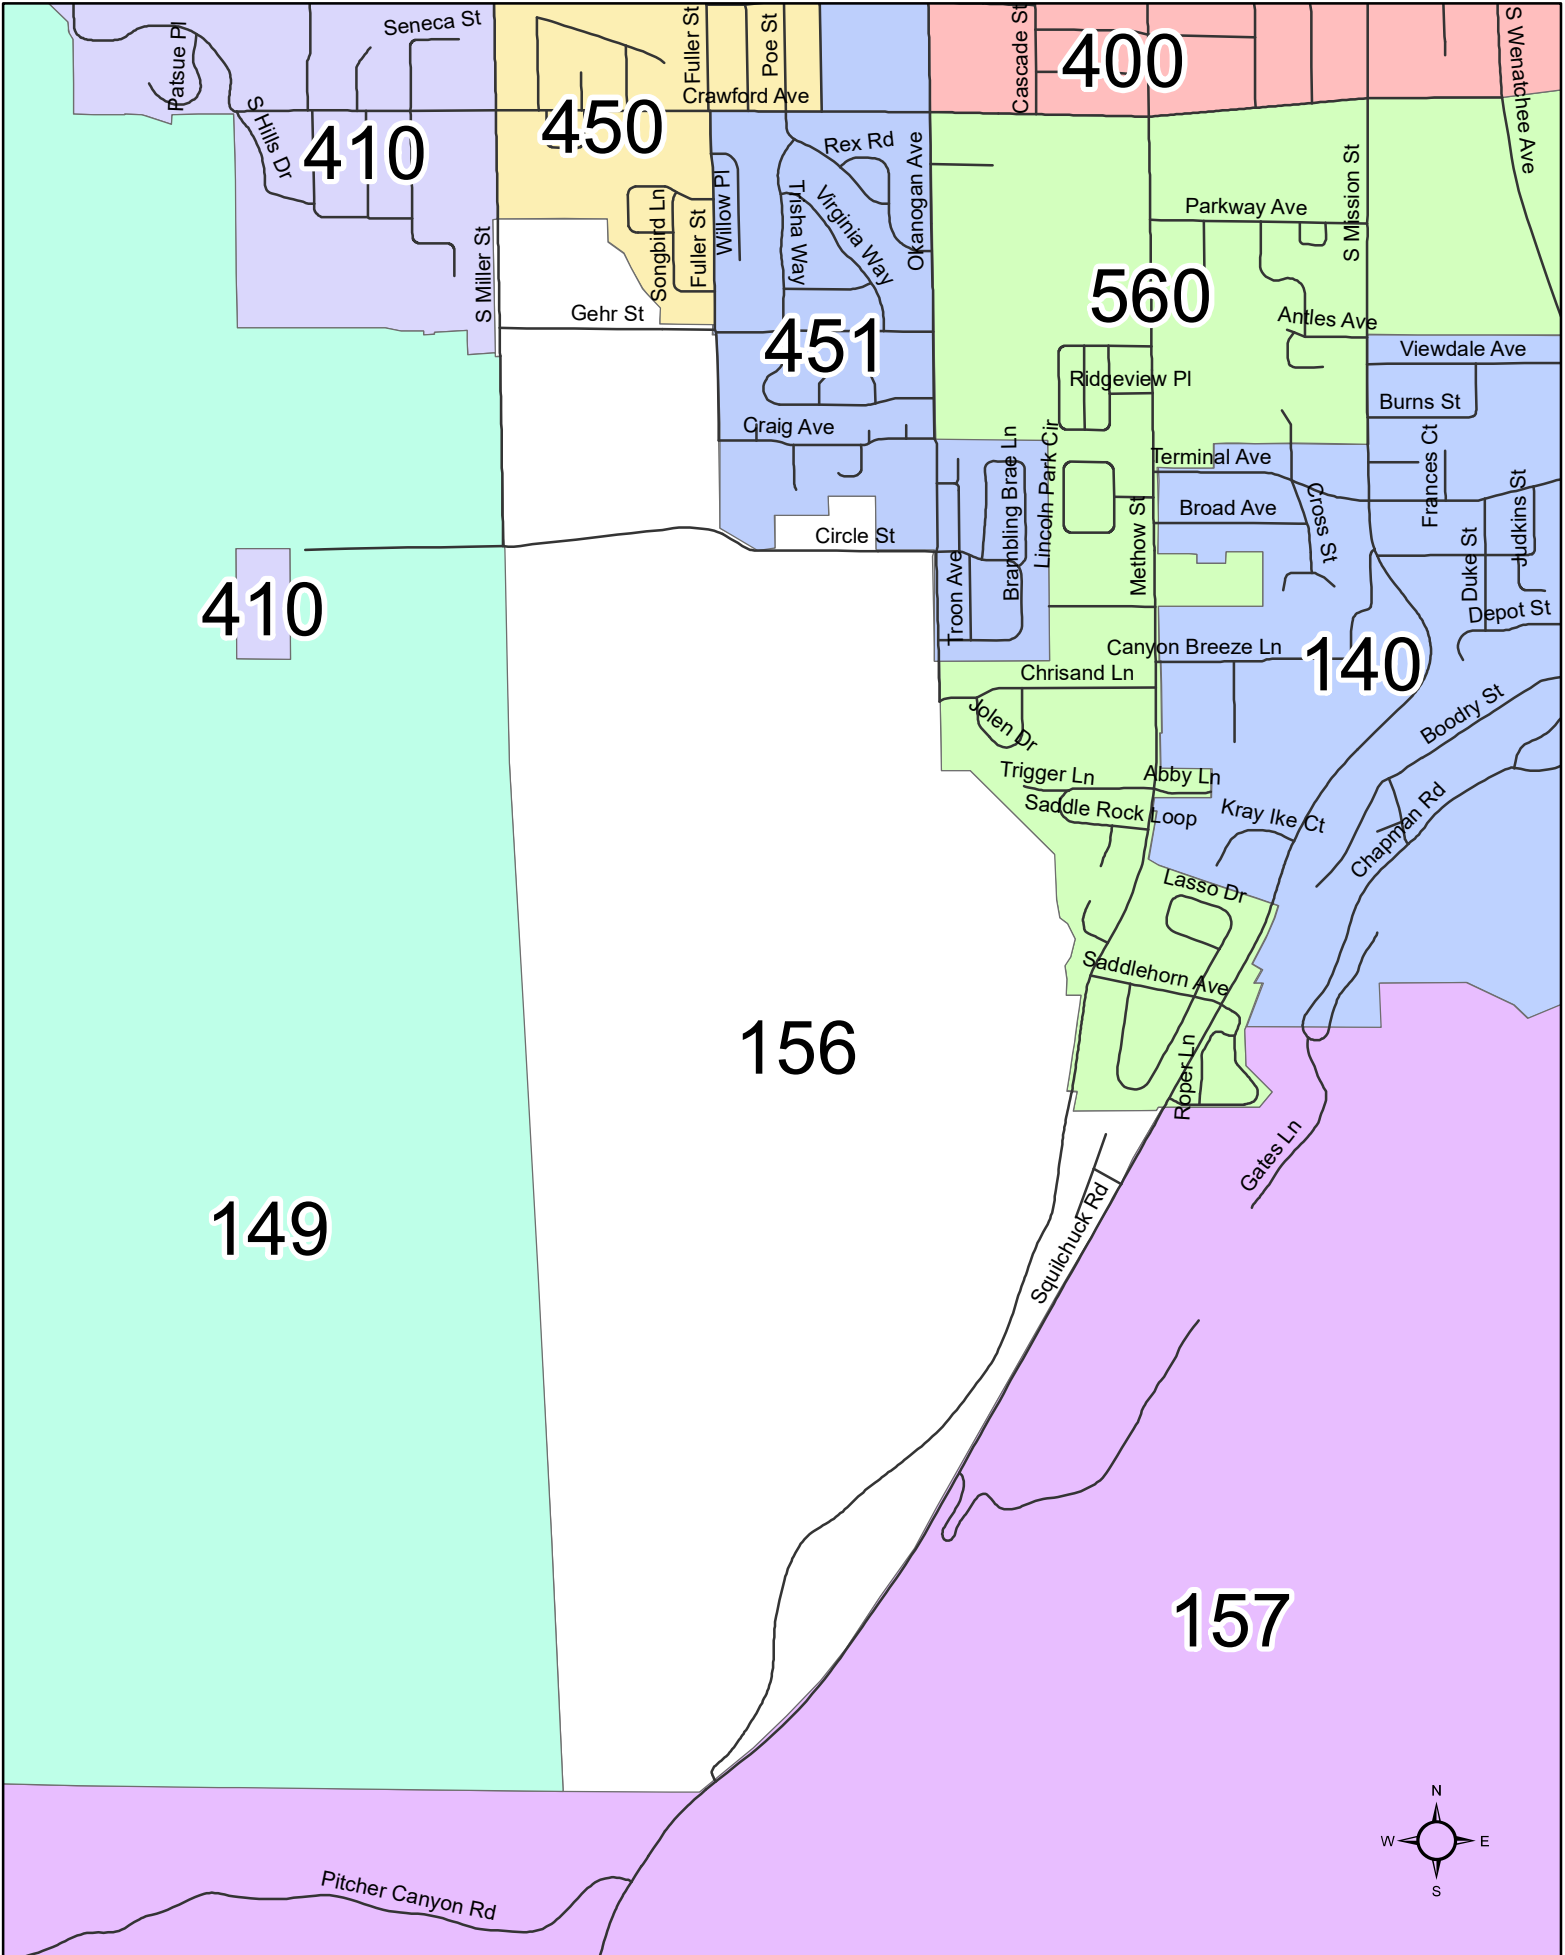 Seneca St
Patsue Pl
S Hills Dr
410
S Miller St
450
Fuller St
Poe St
Crawford Ave
Cascade St
400
S Wenatchee Ave
Rex Rd
Okanogan Ave
Willow Pl
Trisha Way
Virginia Way
Songbird Ln
Fuller St
Gehr St
451
Craig Ave
Circle St
Parkway Ave
S Mission St
560
Antles Ave
Viewdale Ave
Ridgeview Pl
Burns St
Terminal Ave
Frances Ct
Judkins St
Broad Ave
Cross St
Brambling Brae Ln
Lincoln Park Cir
Methow St
Duke St
Depot St
Troon Ave
410
Canyon Breeze Ln
140
Chrisand Ln
Jolen Dr
Boodry St
Trigger Ln
Abby Ln
Saddle Rock Loop
Kray Ike Ct
Chapman Rd
Lasso Dr
Saddlehorn Ave
156
Roper Ln
Gates Ln
149
Squilchuck Rd
157
N
W
E
S
Pitcher Canyon Rd